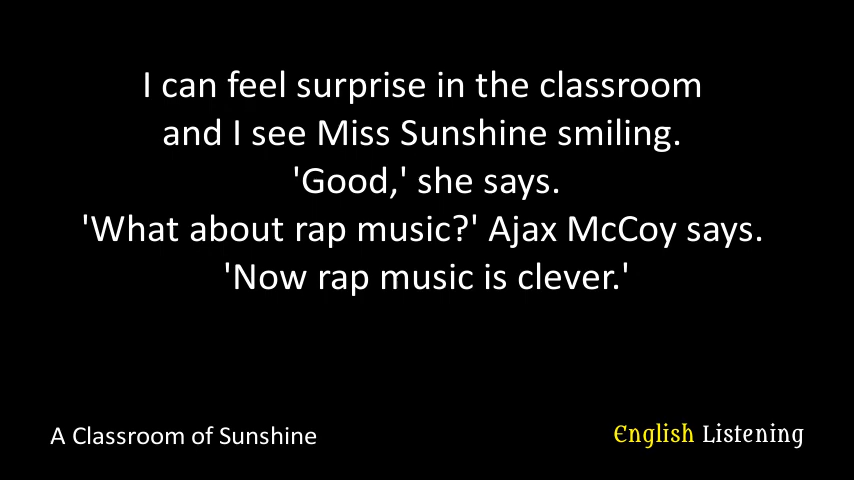 I can feel surprise in the classroom
and I see Miss Sunshine smiling.
'Good,' she says.
'What about rap music?' Ajax McCoy says.
'Now rap music is clever.'
A Classroom of Sunshine
English Listening